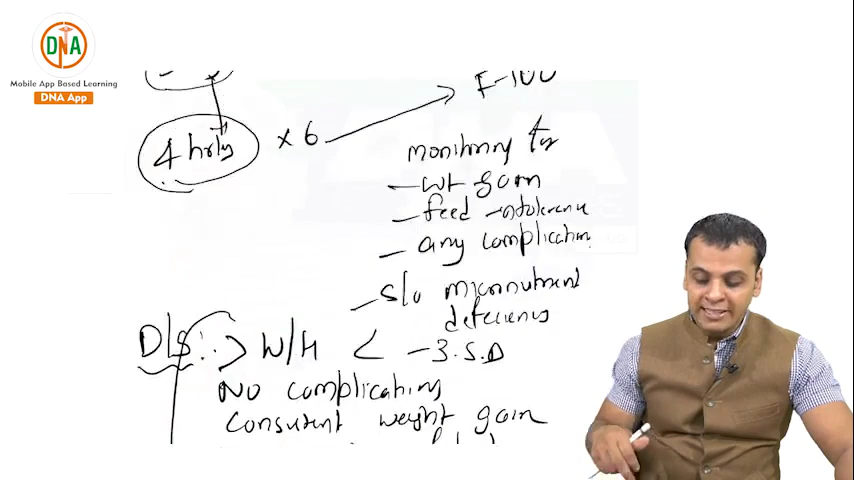 DNA
Mobile App Based Learning
DNA App
F-100
4 hrly × 6
monitoring for
– wt gain
– feed intolerance
– any complication
– s/o micronutrient
deficiency
D/S :- > W/H < -3 S.D
NO complications
consistent weight gain